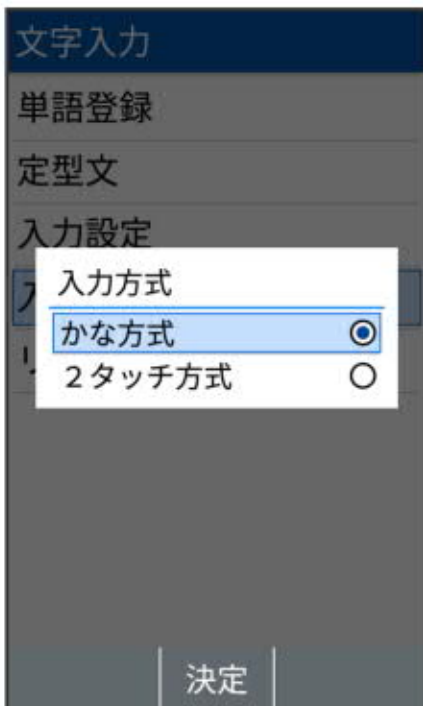 文字入力
単語登録
定型文
入力設定
入力方式
かな方式
２タッチ方式
決定